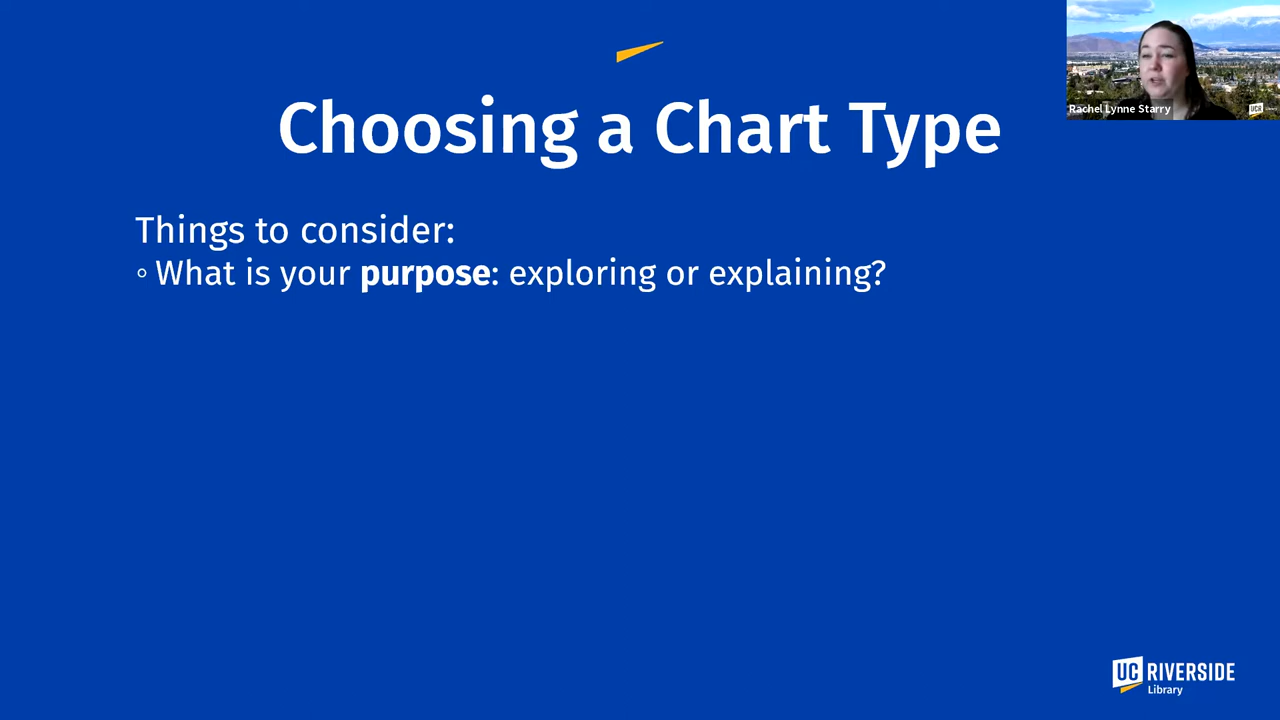 Rachel Lynne Starry
UCR
Choosing a Chart Type
Things to consider:
◦ What is your purpose: exploring or explaining?
UC RIVERSIDE
Library